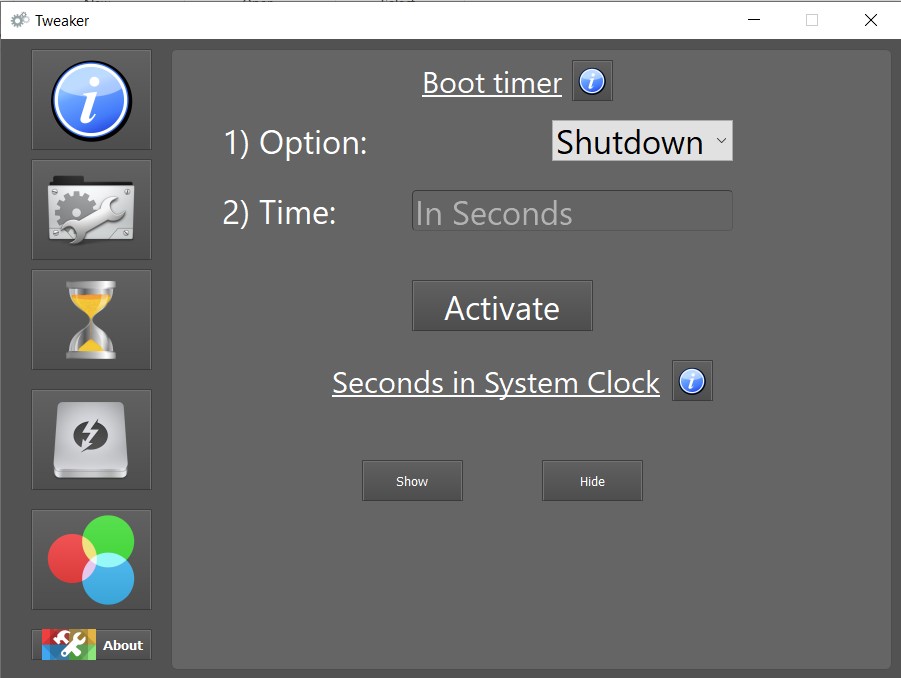 Tweaker
Boot timer
1) Option: Shutdown
2) Time: In Seconds
Activate
Seconds in System Clock
Show Hide
About